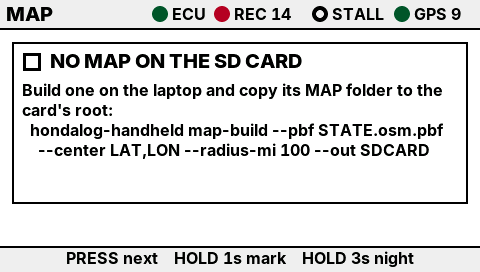 MAP ECU REC 14 STALL GPS 9
NO MAP ON THE SD CARD
Build one on the laptop and copy its MAP folder to the
card's root:
hondalog-handheld map-build --pbf STATE.osm.pbf
--center LAT,LON --radius-mi 100 --out SDCARD
PRESS next HOLD 1s mark HOLD 3s night